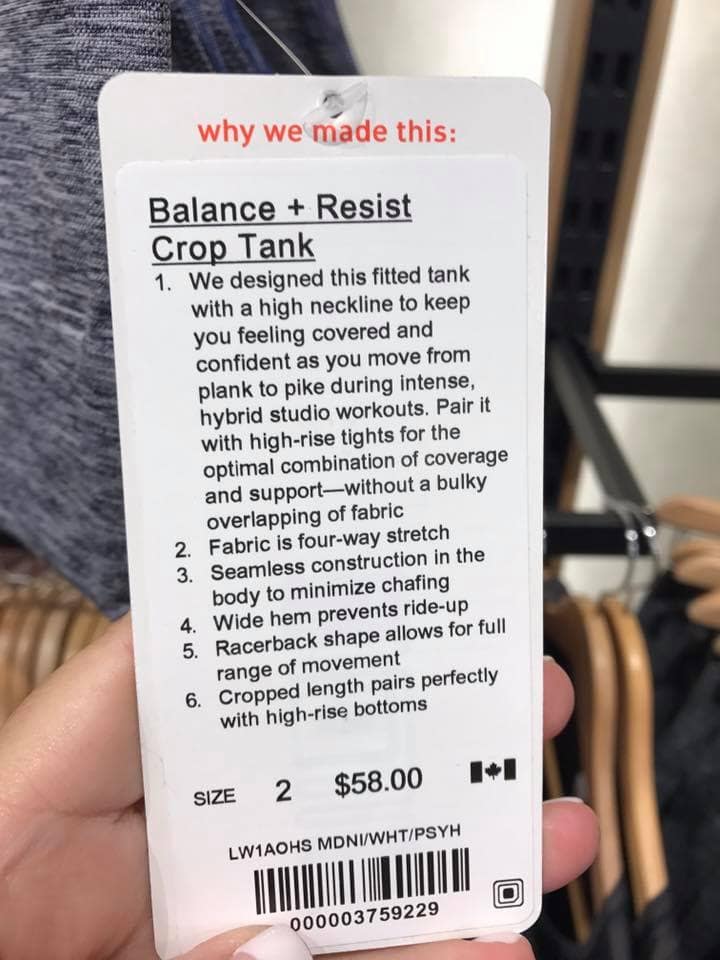 why we made this:
Balance + Resist
Crop Tank
1. We designed this fitted tank
with a high neckline to keep
you feeling covered and
confident as you move from
plank to pike during intense,
hybrid studio workouts. Pair it
with high-rise tights for the
optimal combination of coverage
and support—without a bulky
overlapping of fabric
2. Fabric is four-way stretch
3. Seamless construction in the
body to minimize chafing
4. Wide hem prevents ride-up
5. Racerback shape allows for full
range of movement
6. Cropped length pairs perfectly
with high-rise bottoms
SIZE 2 $58.00
LW1AOHS MDNI/WHT/PSYH
000003759229